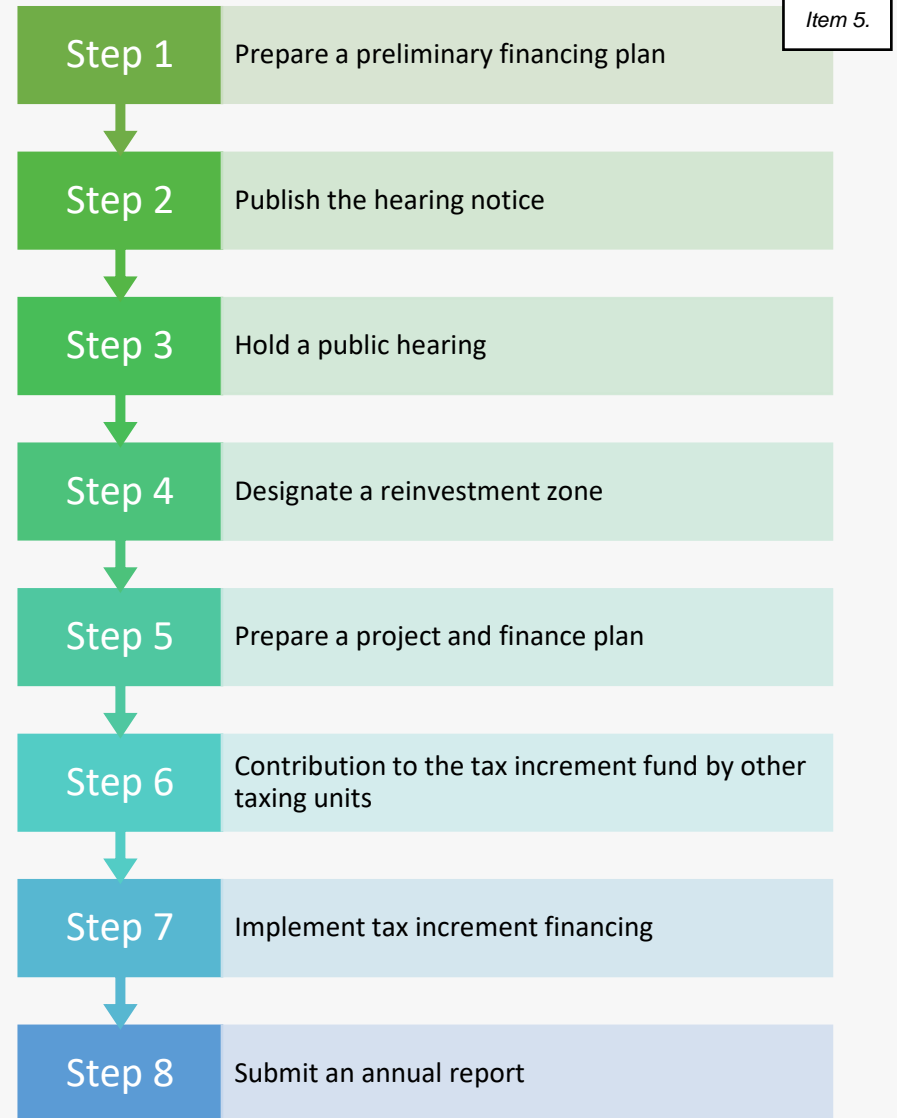 Item 5.
Step 1
Prepare a preliminary financing plan
Step 2
Publish the hearing notice
Step 3
Hold a public hearing
Step 4
Designate a reinvestment zone
Step 5
Prepare a project and finance plan
Step 6
Contribution to the tax increment fund by other
taxing units
Step 7
Implement tax increment financing
Step 8
Submit an annual report